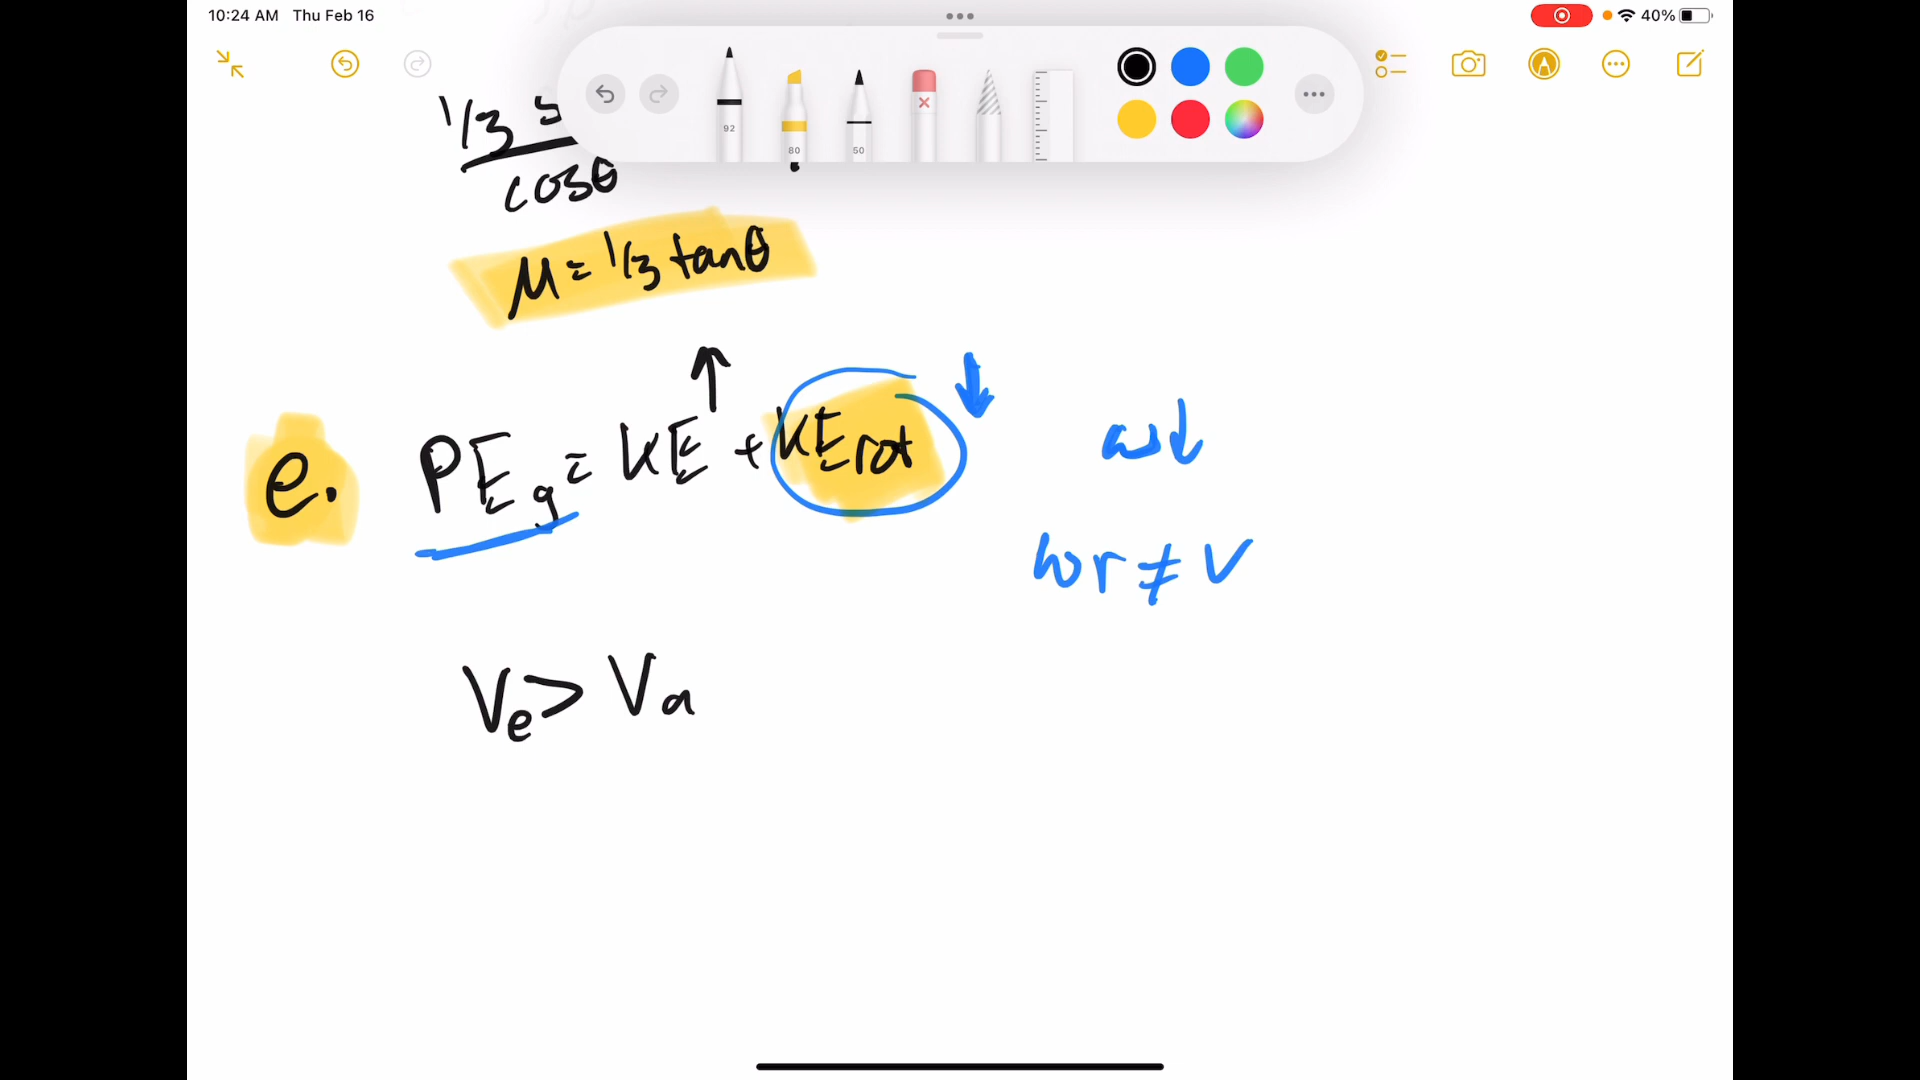 10:24 AM Thu Feb 16
40%
92
80
50
1/3 s
cosθ
μ = 1/3 tanθ
e. PEg = KE ↑ + KErot ↓
ω↓
ωr ≠ v
Ve > Va